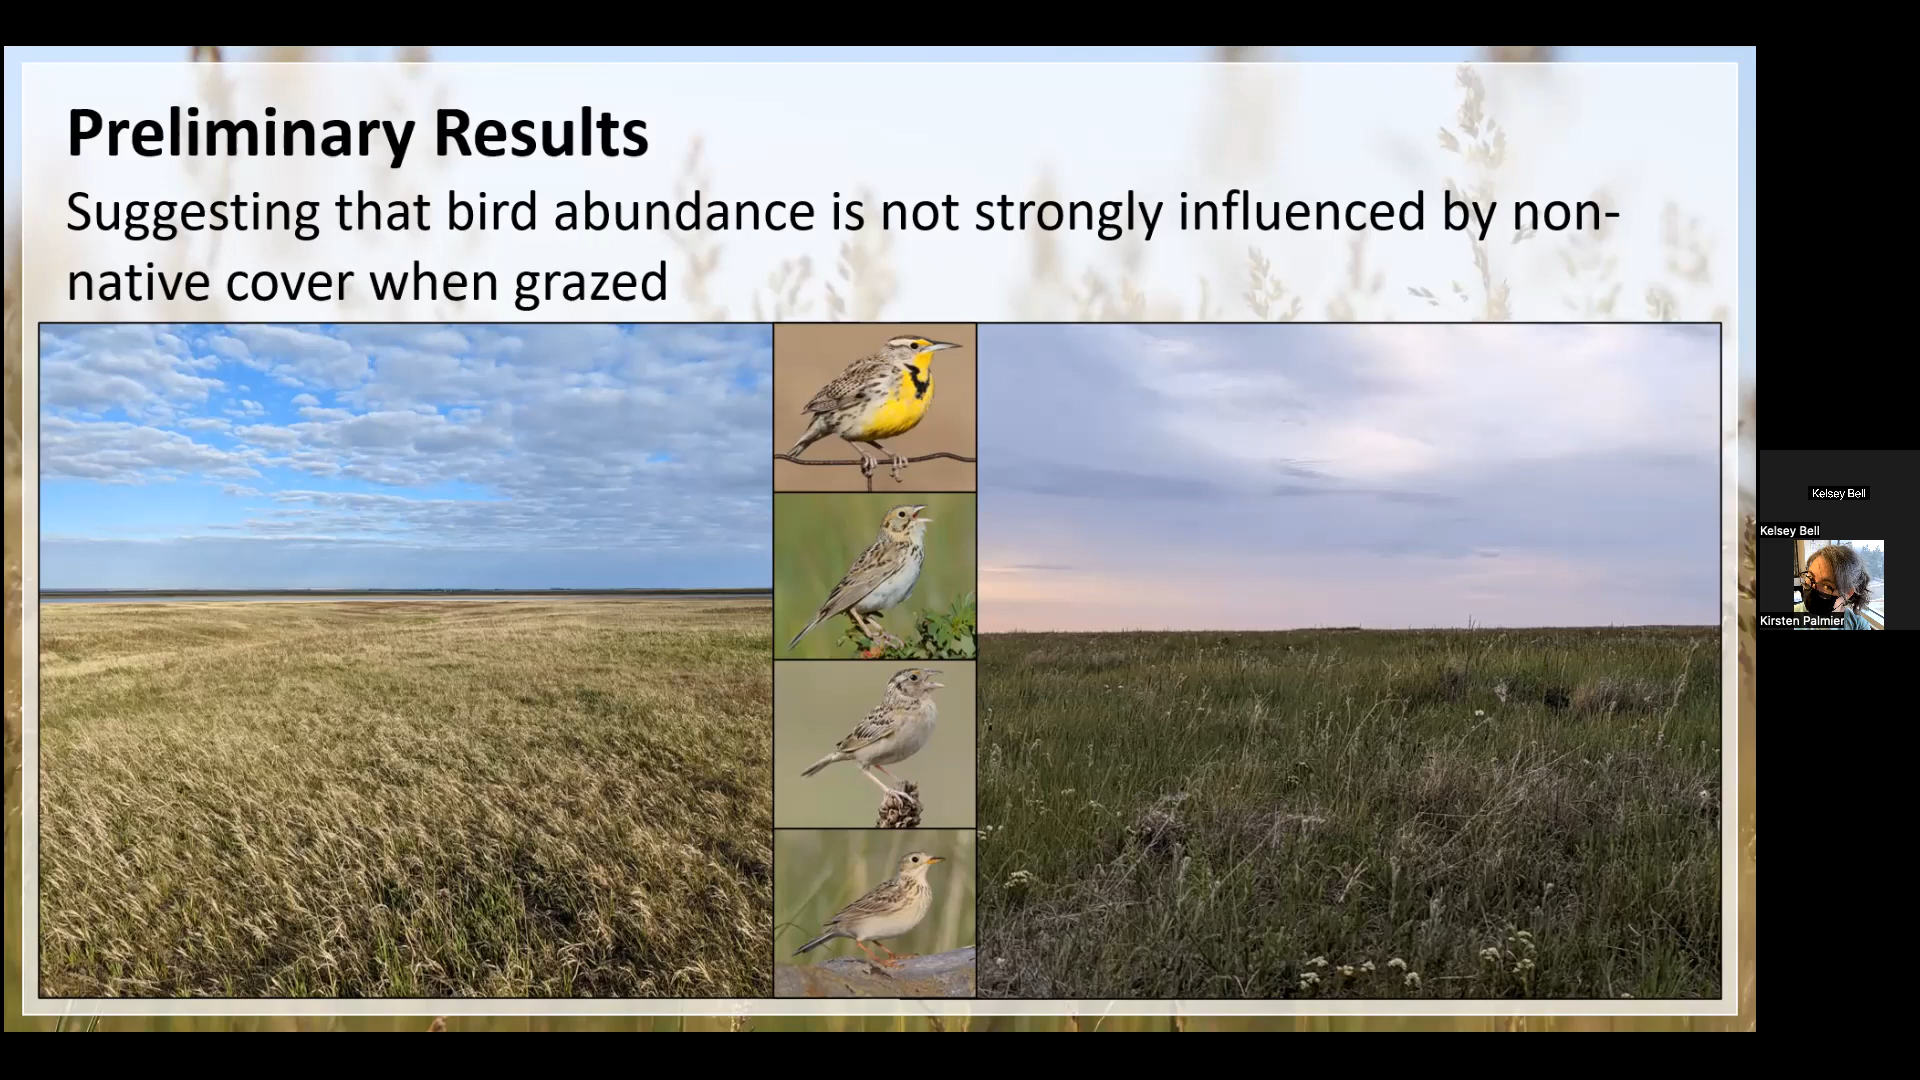 Preliminary Results
Suggesting that bird abundance is not strongly influenced by non-
native cover when grazed
Kelsey Bell
Kelsey Bell
Kirsten Palmier